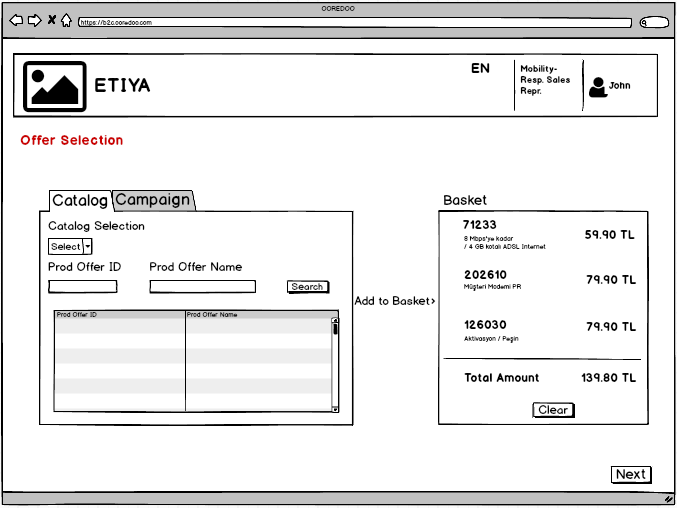 OOREDOO
https://b2c.ooredoo.com
ETIYA
EN
Mobility-
Resp. Sales
Repr.
John
Offer Selection
Catalog
Campaign
Catalog Selection
Select
Prod Offer ID
Prod Offer Name
Search
Prod Offer ID
Prod Offer Name
Add to Basket>
Basket
71233
8 Mbps'ye kadar
/ 4 GB kotalı ADSL Internet
59.90 TL
202610
Müşteri Modemi PR
79.90 TL
126030
Aktivasyon / Peşin
79.90 TL
Total Amount
139.80 TL
Clear
Next